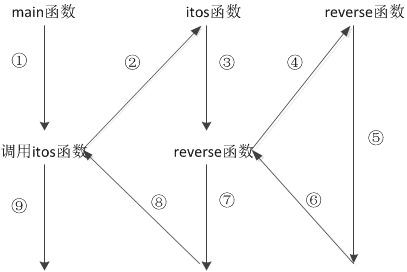 main函数 itos函数 reverse函数
① ② ③ ④
⑤
调用itos函数 reverse函数
⑨ ⑧ ⑦ ⑥